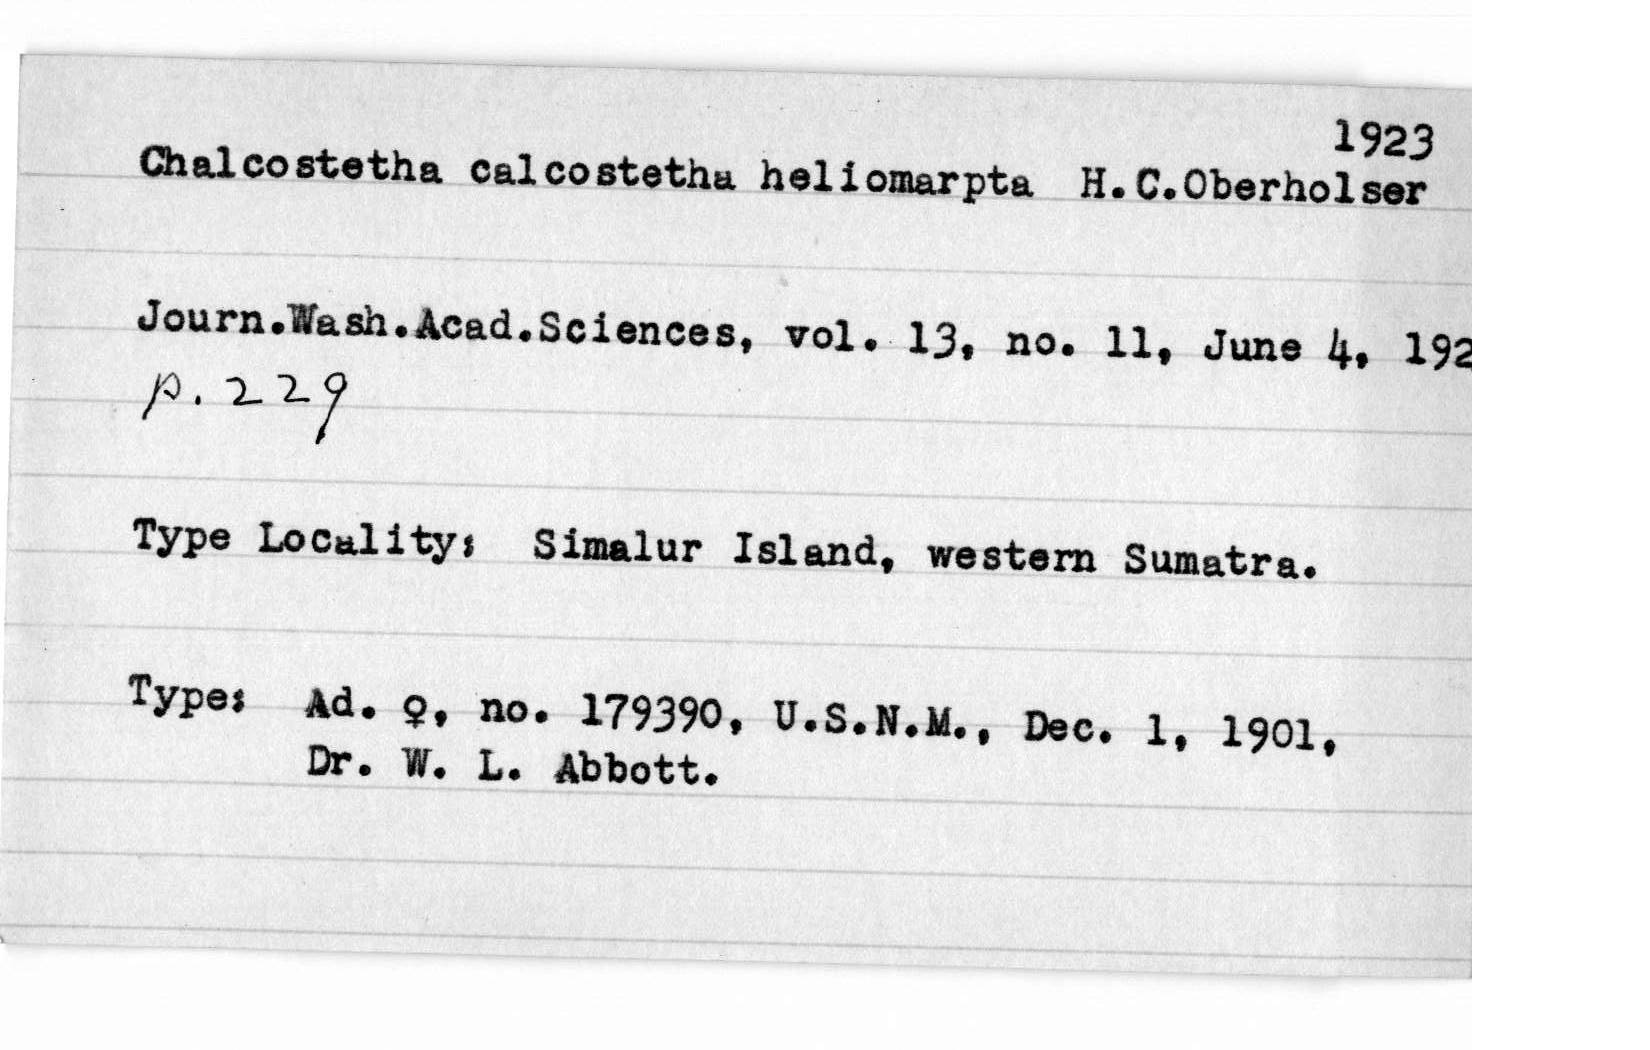 1923
Chalcostetha calcostetha heliomarpta H.C.Oberholser
Journ.Wash.Acad.Sciences, vol. 13, no. 11, June 4, 192
p. 229
Type Locality: Simalur Island, western Sumatra.
Type: Ad. ♀, no. 179390, U.S.N.M., Dec. 1, 1901,
Dr. W. L. Abbott.